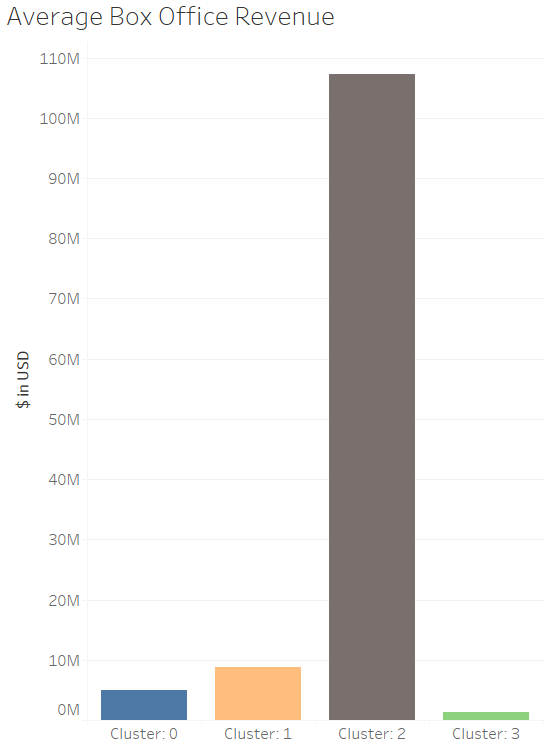 Average Box Office Revenue
110M
100M
90M
80M
70M
60M
50M
40M
30M
20M
10M
0M
$ in USD
Cluster: 0 Cluster: 1 Cluster: 2 Cluster: 3